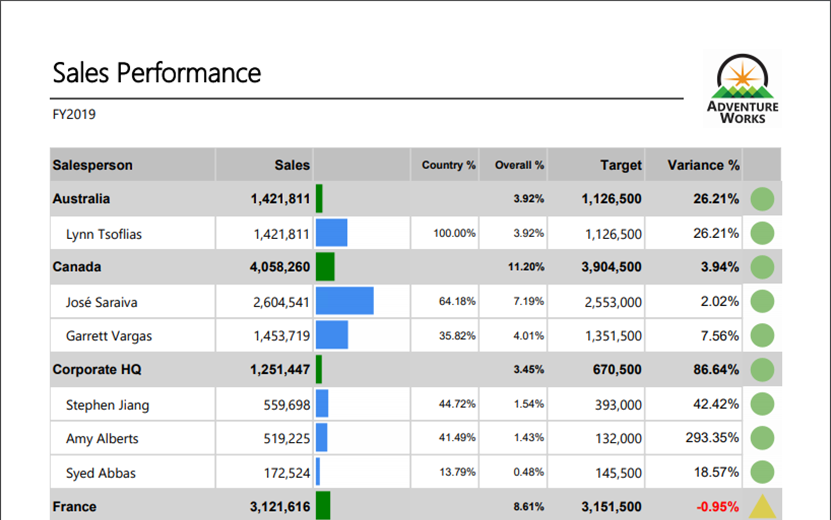 Sales Performance
FY2019
ADVENTURE
WORKS
Salesperson Sales Country % Overall % Target Variance %
Australia 1,421,811 3.92% 1,126,500 26.21%
Lynn Tsoflias 1,421,811 100.00% 3.92% 1,126,500 26.21%
Canada 4,058,260 11.20% 3,904,500 3.94%
José Saraiva 2,604,541 64.18% 7.19% 2,553,000 2.02%
Garrett Vargas 1,453,719 35.82% 4.01% 1,351,500 7.56%
Corporate HQ 1,251,447 3.45% 670,500 86.64%
Stephen Jiang 559,698 44.72% 1.54% 393,000 42.42%
Amy Alberts 519,225 41.49% 1.43% 132,000 293.35%
Syed Abbas 172,524 13.79% 0.48% 145,500 18.57%
France 3,121,616 8.61% 3,151,500 -0.95%